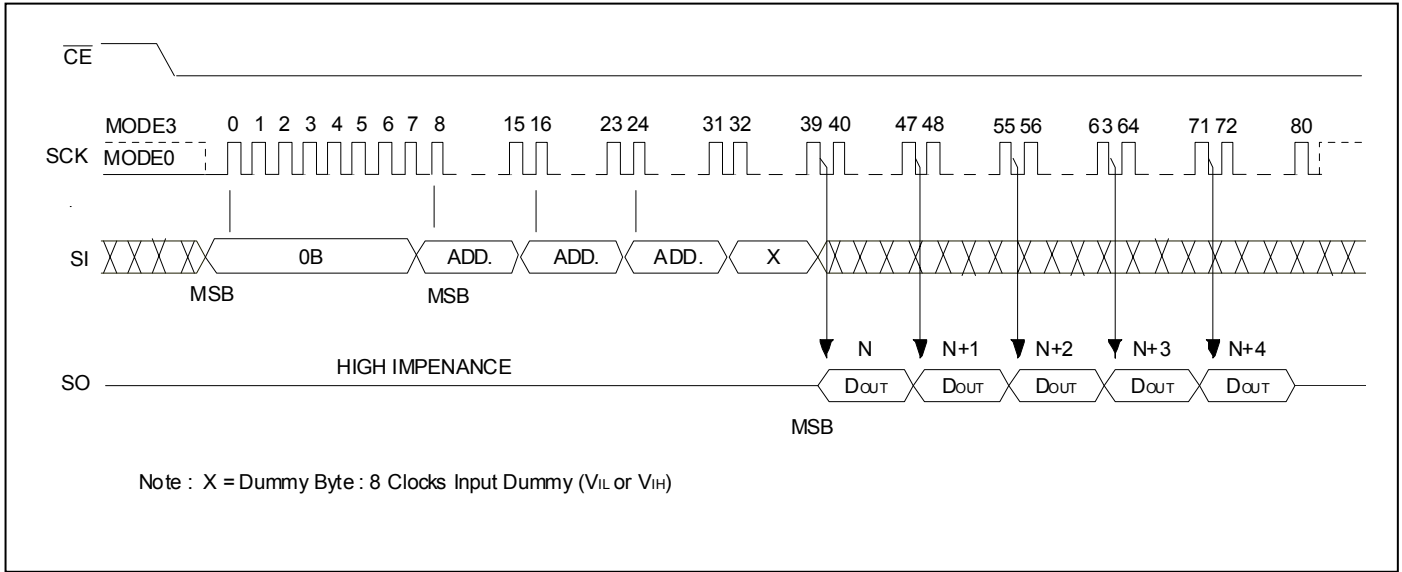 CE
MODE3 0 1 2 3 4 5 6 7 8 15 16 23 24 31 32 39 40 47 48 55 56 63 64 71 72 80
SCK MODE0
SI 0B ADD. ADD. ADD. X
MSB MSB
N N+1 N+2 N+3 N+4
HIGH IMPENANCE
SO DOUT DOUT DOUT DOUT DOUT
MSB
Note : X = Dummy Byte : 8 Clocks Input Dummy (VIL or VIH)